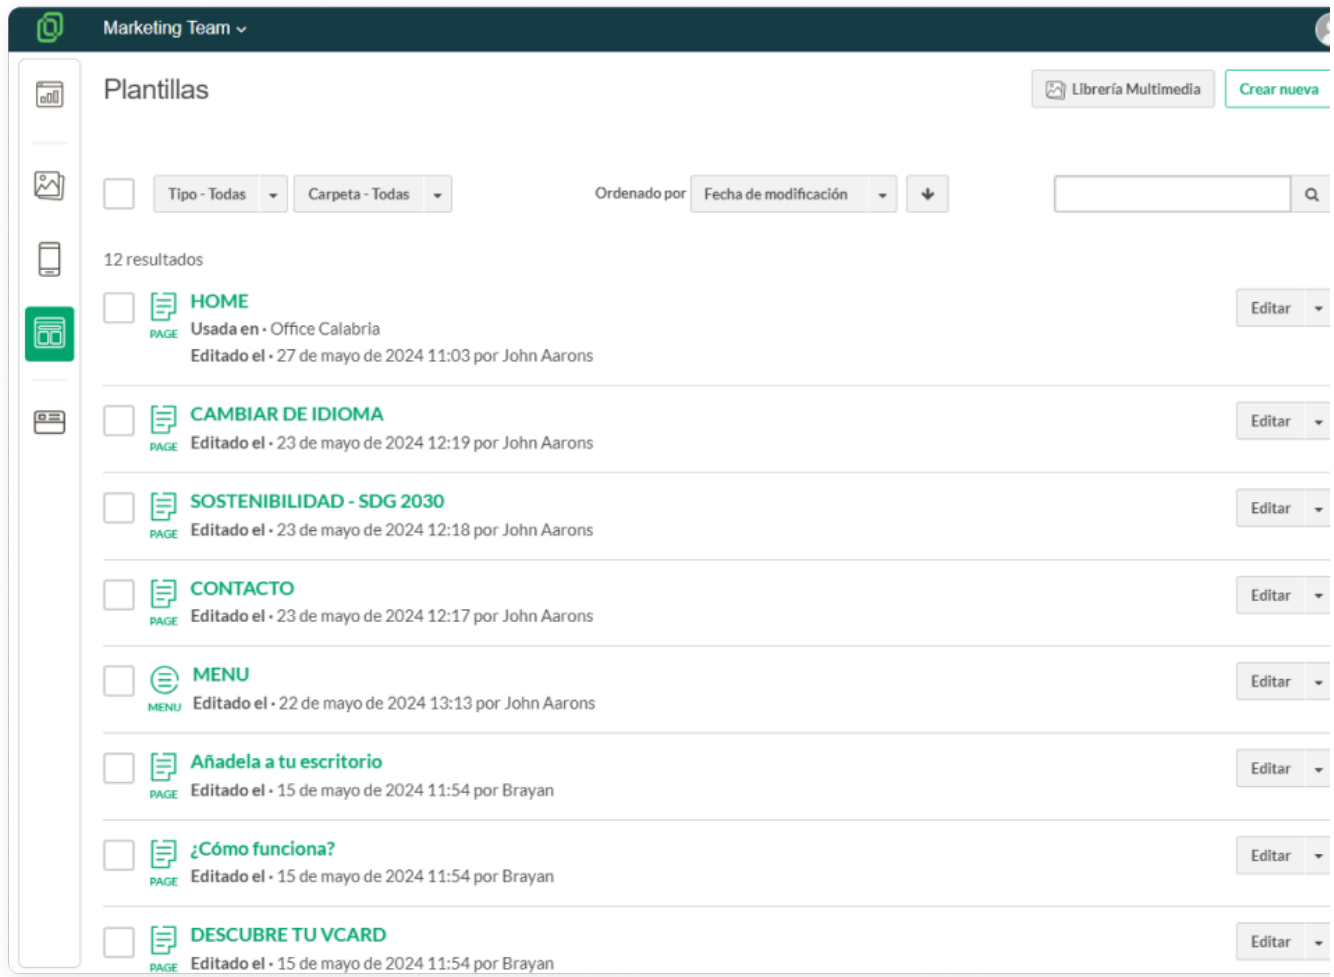 Marketing Team
Plantillas
Librería Multimedia
Crear nueva
Tipo - Todas
Carpeta - Todas
Ordenado por
Fecha de modificación
12 resultados
HOME
PAGE
Usada en · Office Calabria
Editado el · 27 de mayo de 2024 11:03 por John Aarons
Editar
CAMBIAR DE IDIOMA
PAGE
Editado el · 23 de mayo de 2024 12:19 por John Aarons
Editar
SOSTENIBILIDAD - SDG 2030
PAGE
Editado el · 23 de mayo de 2024 12:18 por John Aarons
Editar
CONTACTO
PAGE
Editado el · 23 de mayo de 2024 12:17 por John Aarons
Editar
MENU
MENU
Editado el · 22 de mayo de 2024 13:13 por John Aarons
Editar
Añadela a tu escritorio
PAGE
Editado el · 15 de mayo de 2024 11:54 por Brayan
Editar
¿Cómo funciona?
PAGE
Editado el · 15 de mayo de 2024 11:54 por Brayan
Editar
DESCUBRE TU VCARD
PAGE
Editado el · 15 de mayo de 2024 11:54 por Brayan
Editar